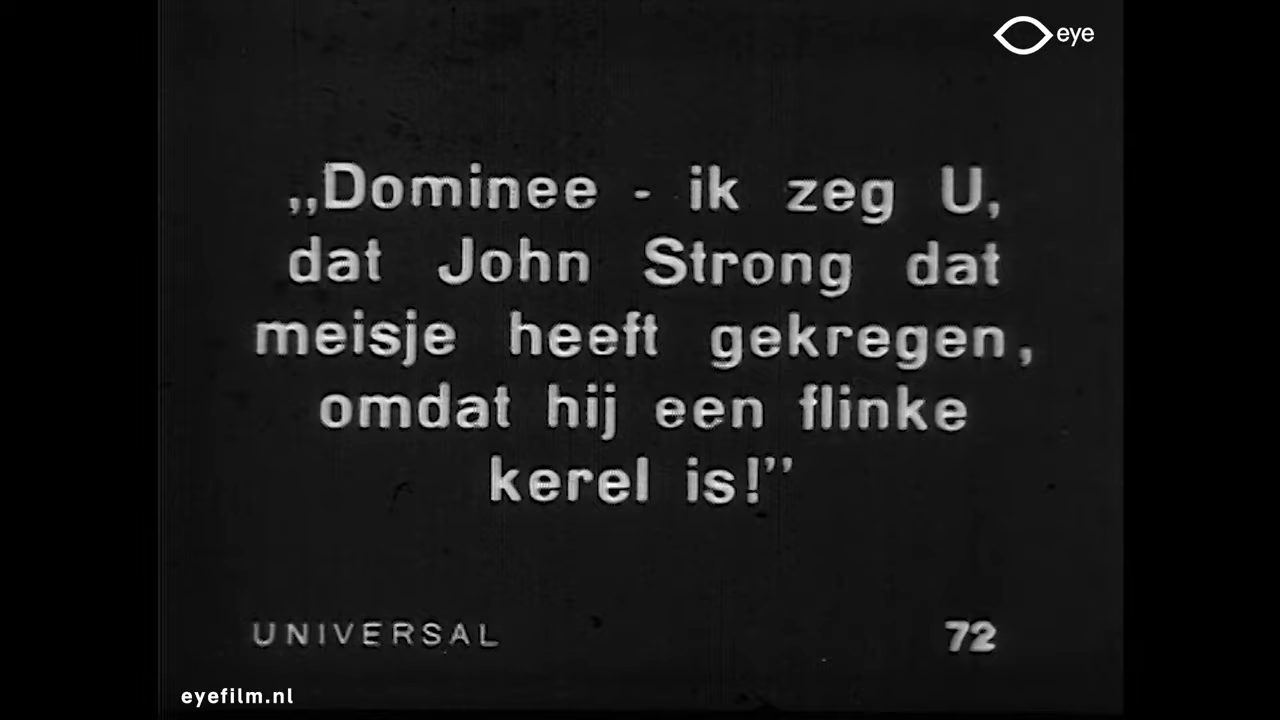 eye
„Dominee - ik zeg U,
dat John Strong dat
meisje heeft gekregen,
omdat hij een flinke
kerel is!”
UNIVERSAL 72
eyefilm.nl